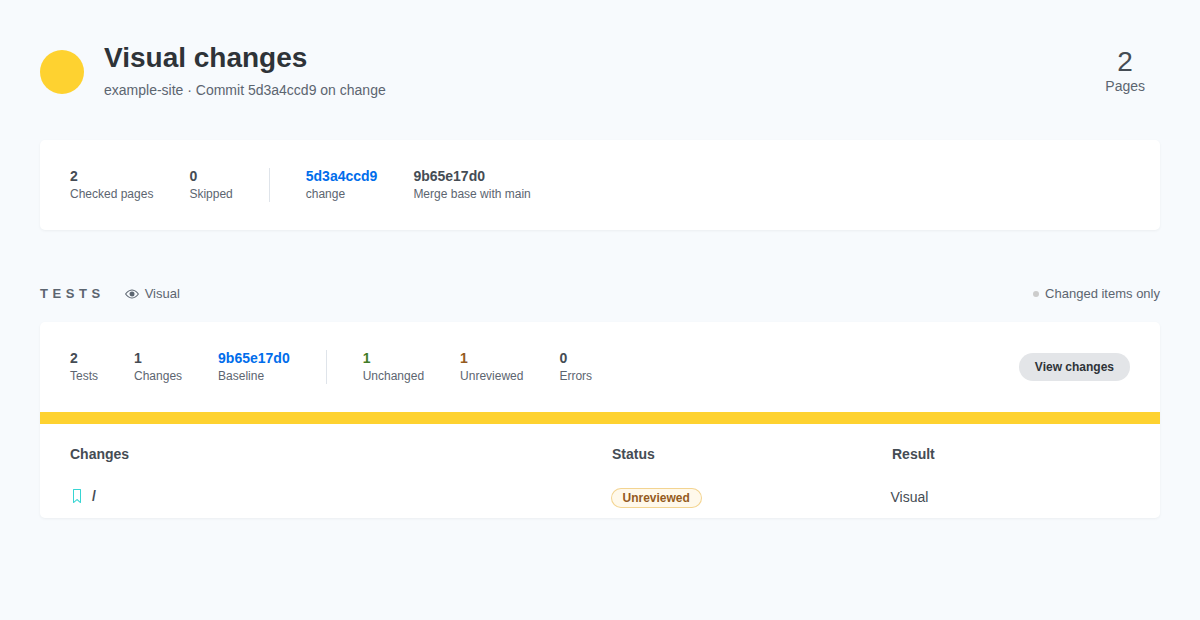 Visual changes
example-site · Commit 5d3a4ccd9 on change
2
Pages
2
Checked pages
0
Skipped
5d3a4ccd9
change
9b65e17d0
Merge base with main
TESTS
Visual
Changed items only
2
Tests
1
Changes
9b65e17d0
Baseline
1
Unchanged
1
Unreviewed
0
Errors
View changes
Changes
Status
Result
/
Unreviewed
Visual